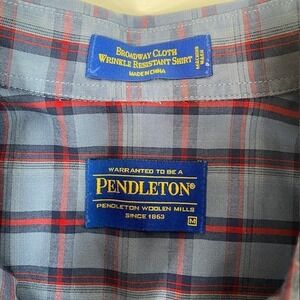 BROADWAY CLOTH
WRINKLE RESISTANT SHIRT
MADE IN CHINA
WARRANTED TO BE A
PENDLETON®
PENDLETON WOOLEN MILLS
SINCE 1863
M